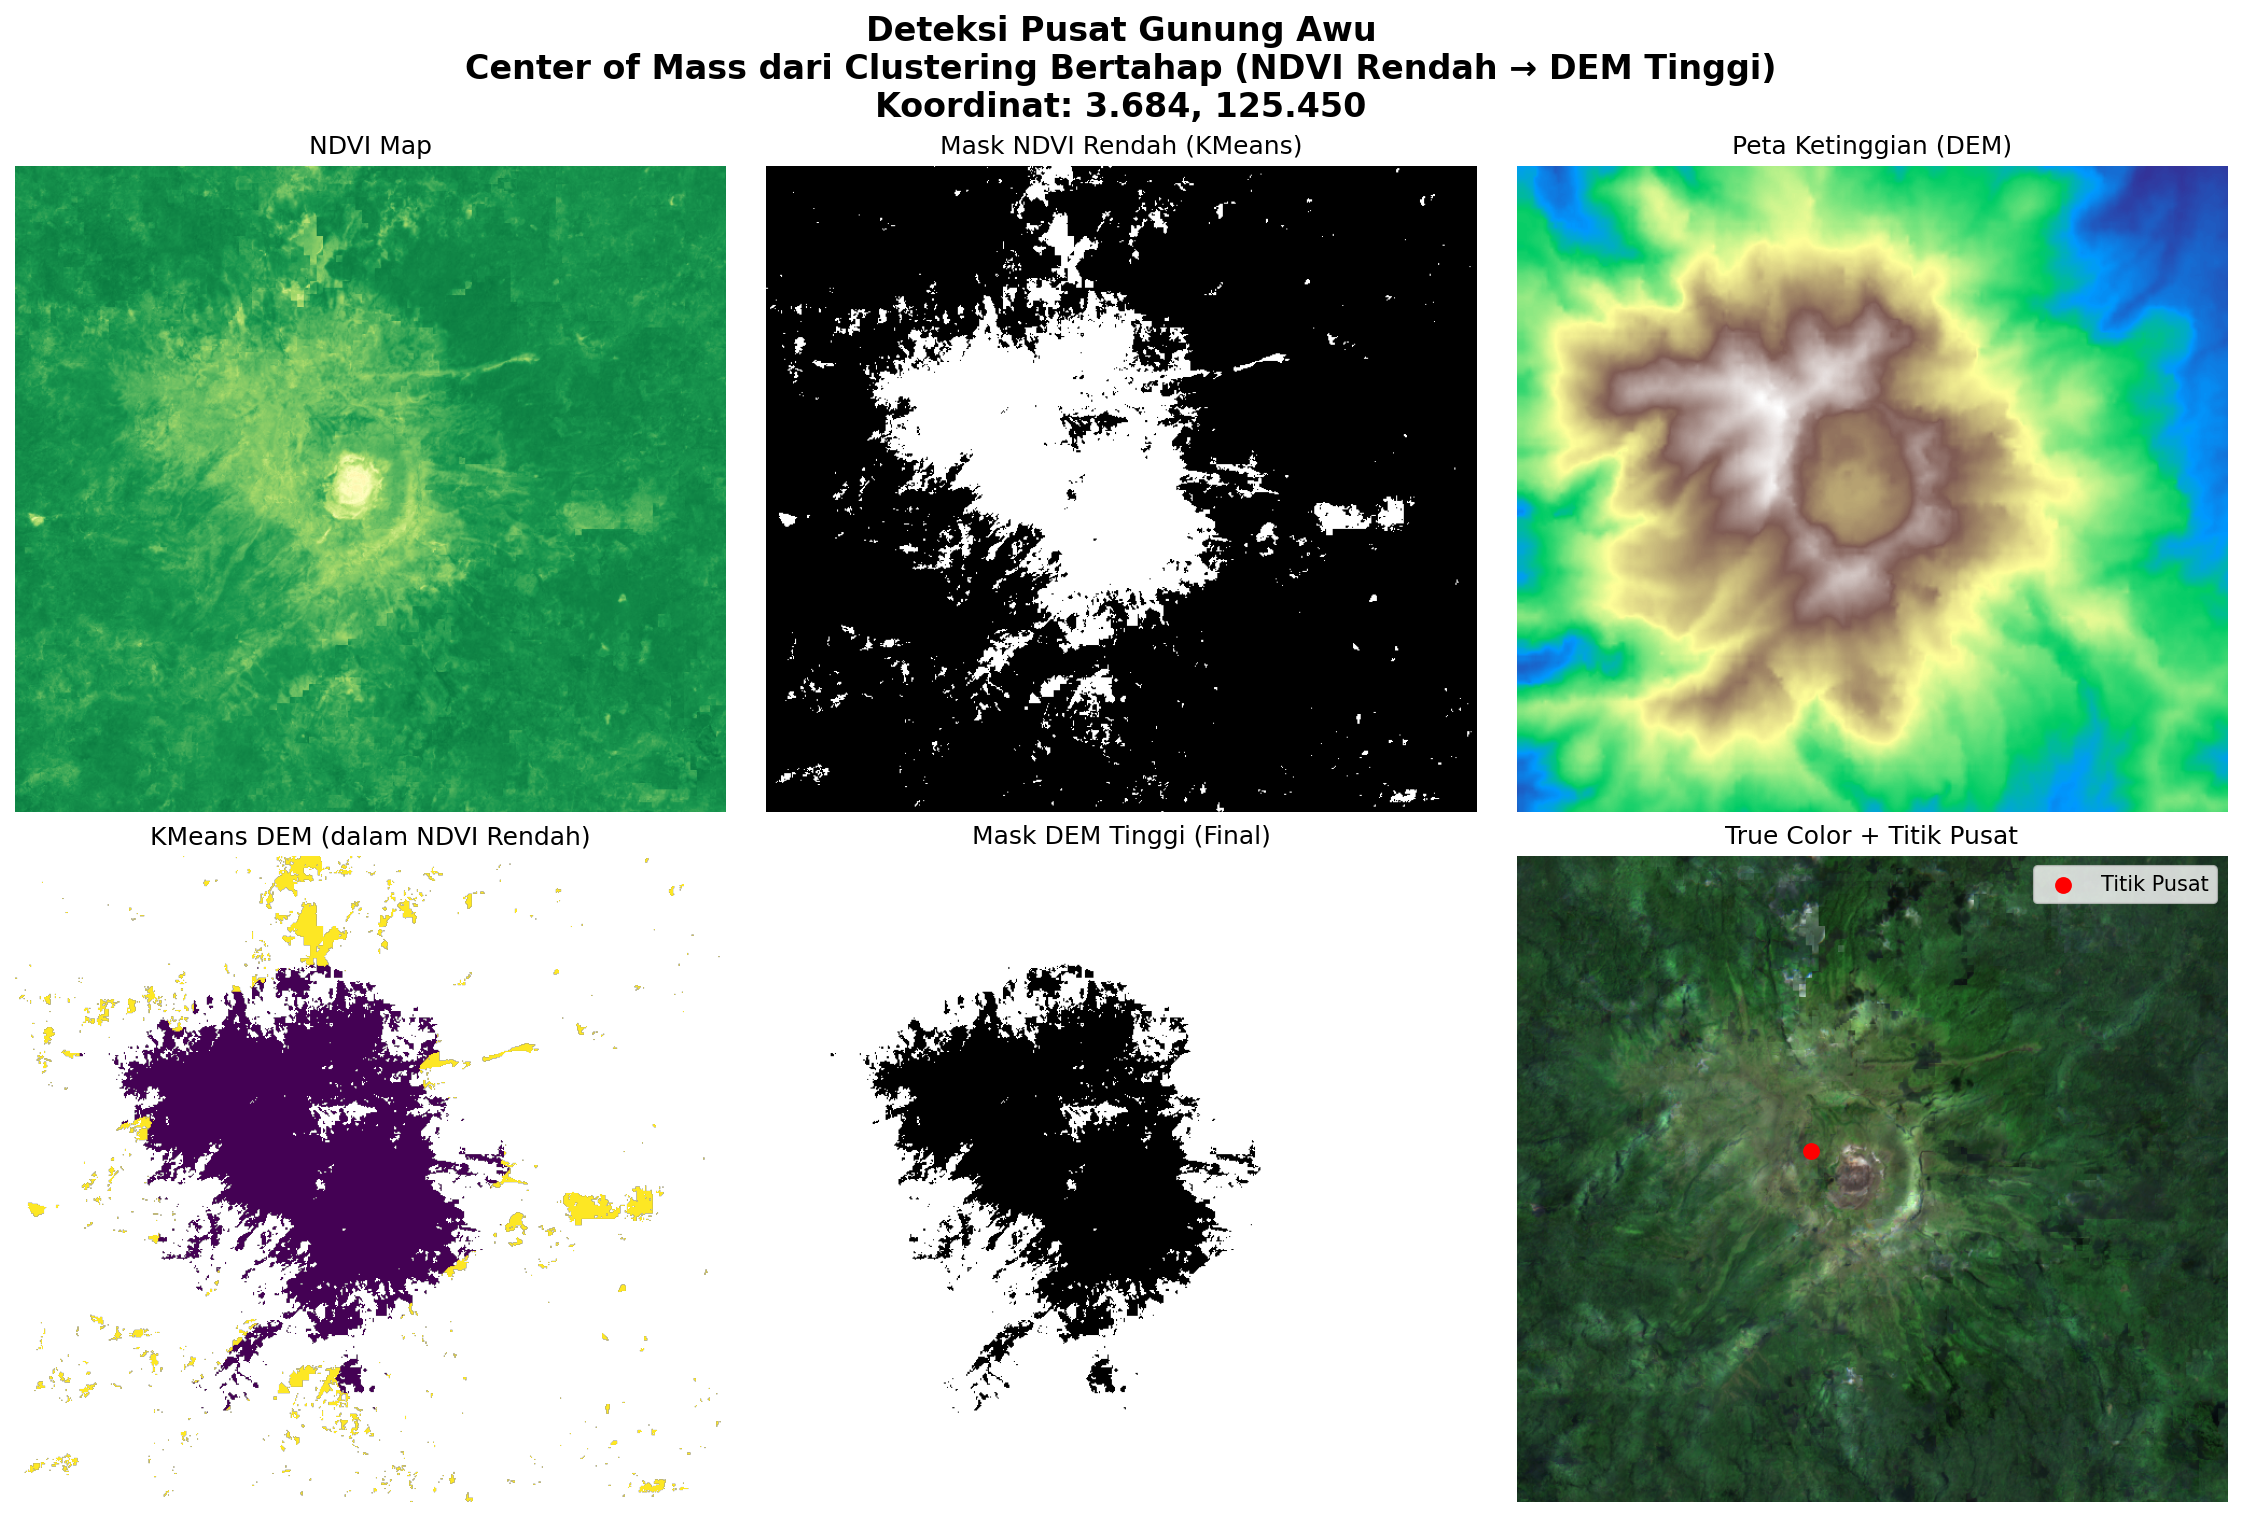 Deteksi Pusat Gunung Awu
Center of Mass dari Clustering Bertahap (NDVI Rendah → DEM Tinggi)
Koordinat: 3.684, 125.450
NDVI Map
Mask NDVI Rendah (KMeans)
Peta Ketinggian (DEM)
KMeans DEM (dalam NDVI Rendah)
Mask DEM Tinggi (Final)
True Color + Titik Pusat
Titik Pusat